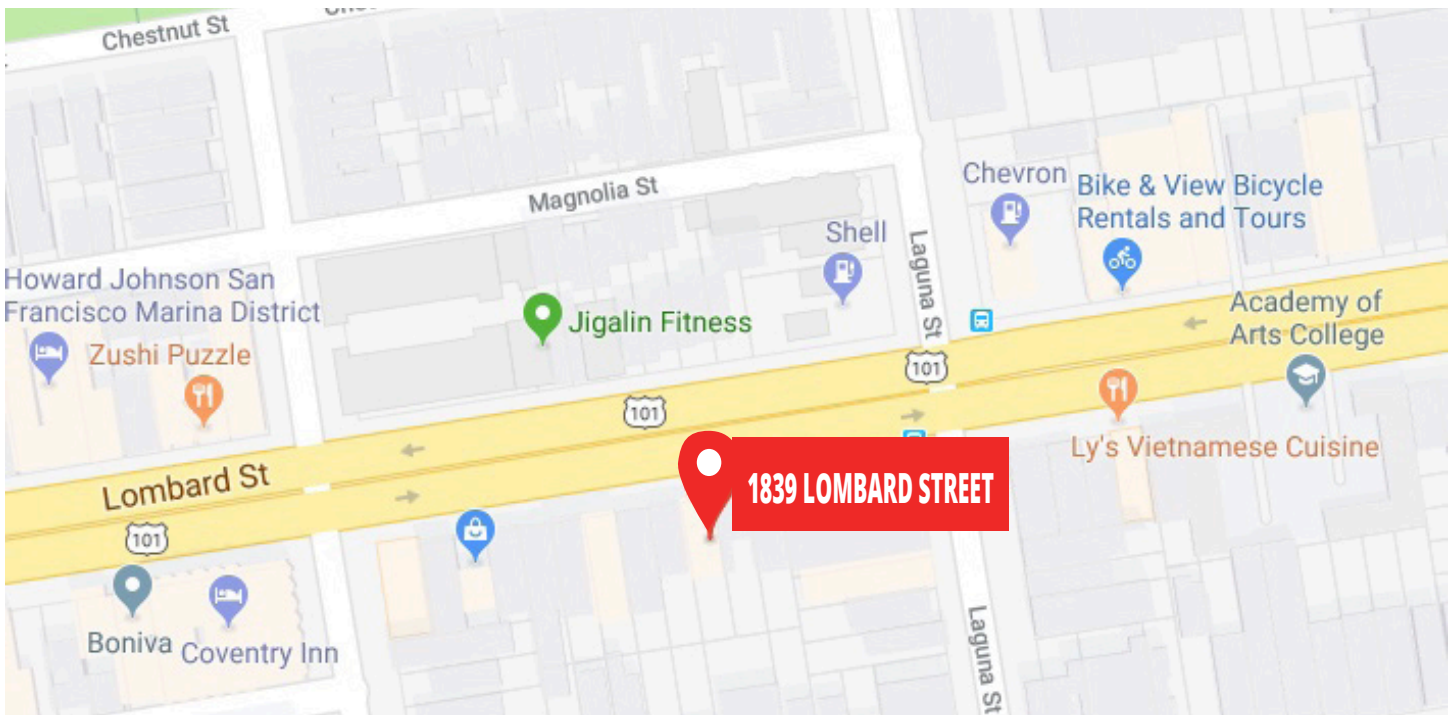 Chestnut St
Magnolia St
Chevron
Bike & View Bicycle
Rentals and Tours
Shell
Laguna St
Howard Johnson San
Francisco Marina District
Jigalin Fitness
Academy of
Arts College
Zushi Puzzle
101
101
Ly's Vietnamese Cuisine
Lombard St
1839 LOMBARD STREET
101
Boniva
Coventry Inn
Laguna St